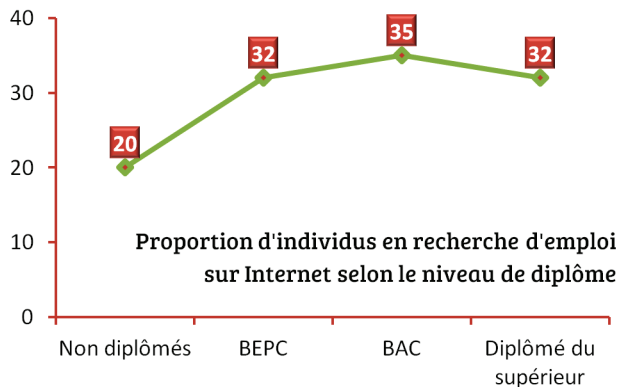 40
30
20
10
0
20
32
35
32
Proportion d'individus en recherche d'emploi
sur Internet selon le niveau de diplôme
Non diplômés
BEPC
BAC
Diplômé du
supérieur